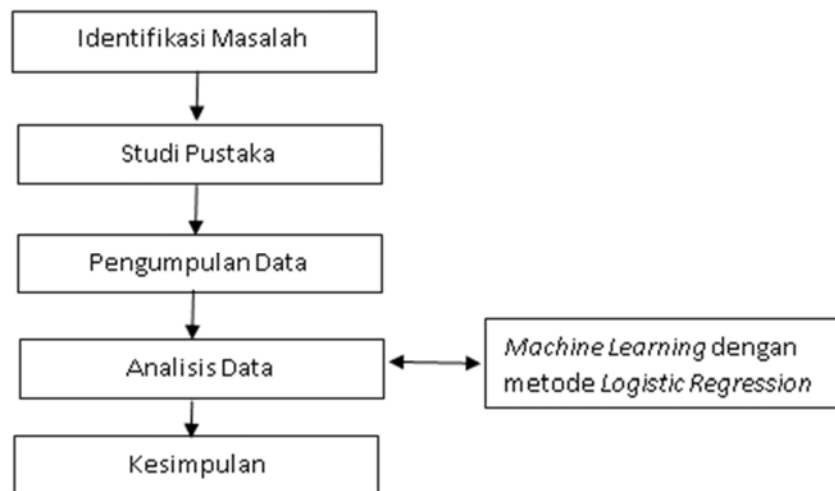 Identifikasi Masalah
Studi Pustaka
Pengumpulan Data
Analisis Data
Machine Learning dengan
metode Logistic Regression
Kesimpulan